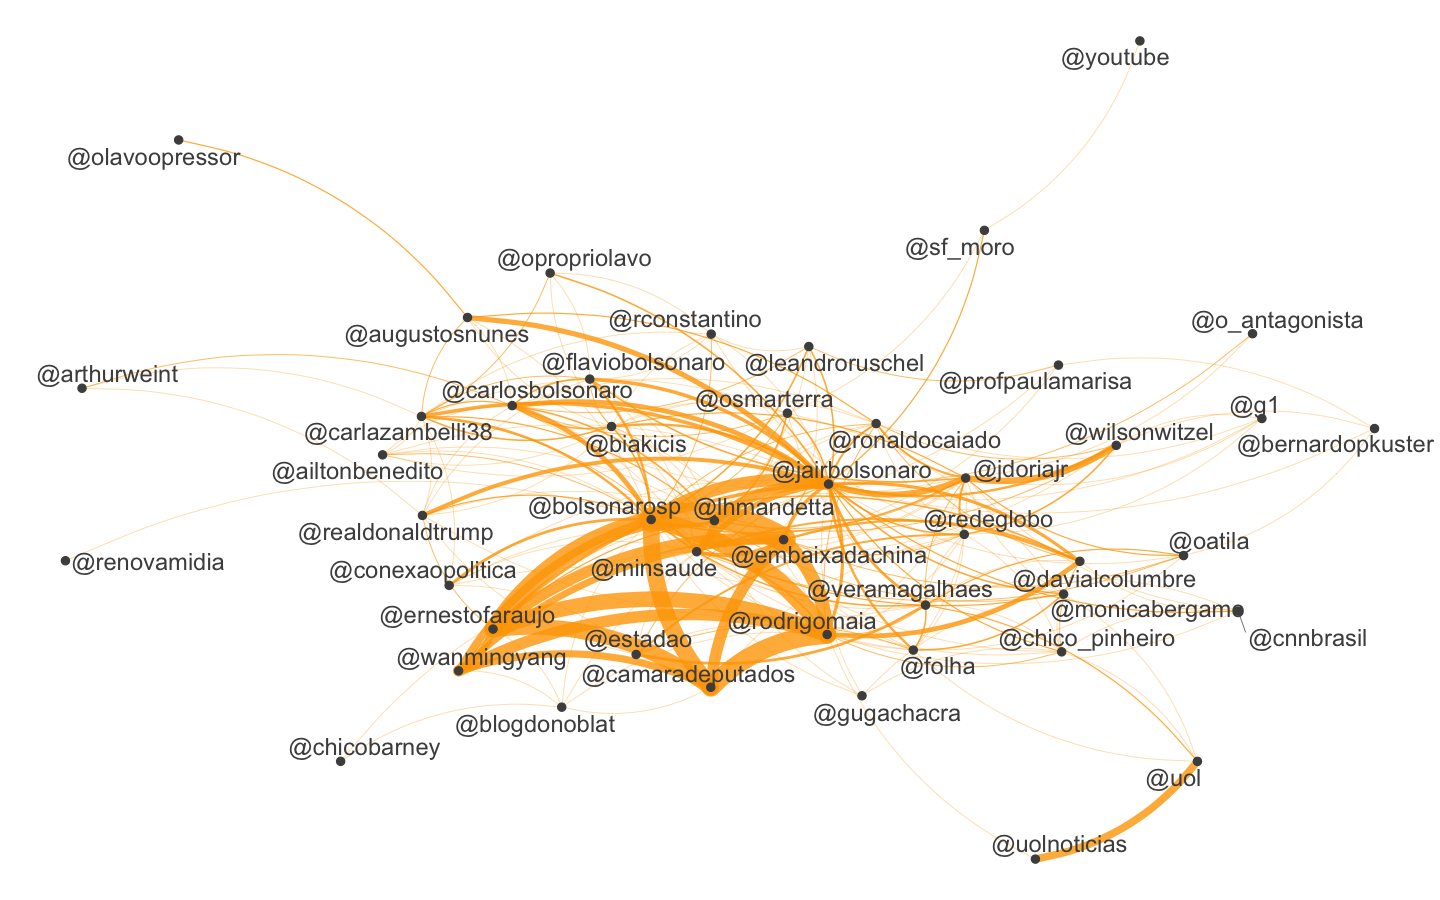 @youtube
@olavoopressor
@sf_moro
@opropriolavo
@augustosnunes
@rconstantino
@o_antagonista
@flaviobolsonaro
@leandroruschel
@arthurweint
@carlosbolsonaro
@profpaulamarisa
@osmarterra
@g1
@carlazambelli38
@biakicis
@ronaldocaiado
@wilsonwitzel
@bernardopkuster
@ailtonbenedito
@jairbolsonaro
@jdoriajr
@bolsonarosp
@lhmandetta
@redeglobo
@realdonaldtrump
@oatila
@renovamidia
@conexaopolitica
@minsaude
@embaixadachina
@davialcolumbre
@veramagalhaes
@monicabergamo
@ernestofaraujo
@rodrigomaia
@estadao
@chico_pinheiro
@cnnbrasil
@wanmingyang
@camaradeputados
@folha
@blogdonoblat
@gugachacra
@chicobarney
@uol
@uolnoticias